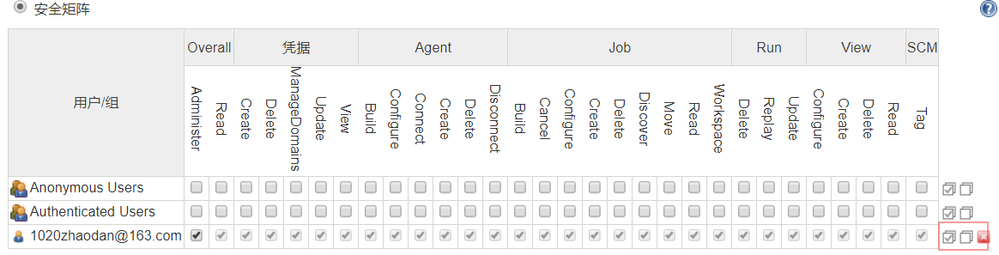 安全矩阵
用户/组
Overall 凭据 Agent Job Run View SCM
Administer Read Create Delete ManageDomains Update View Build Configure Connect Create Delete Disconnect Build Cancel Configure Create Delete Discover Move Read Workspace Delete Replay Update Configure Create Delete Read Tag
Anonymous Users
Authenticated Users
1020zhaodan@163.com